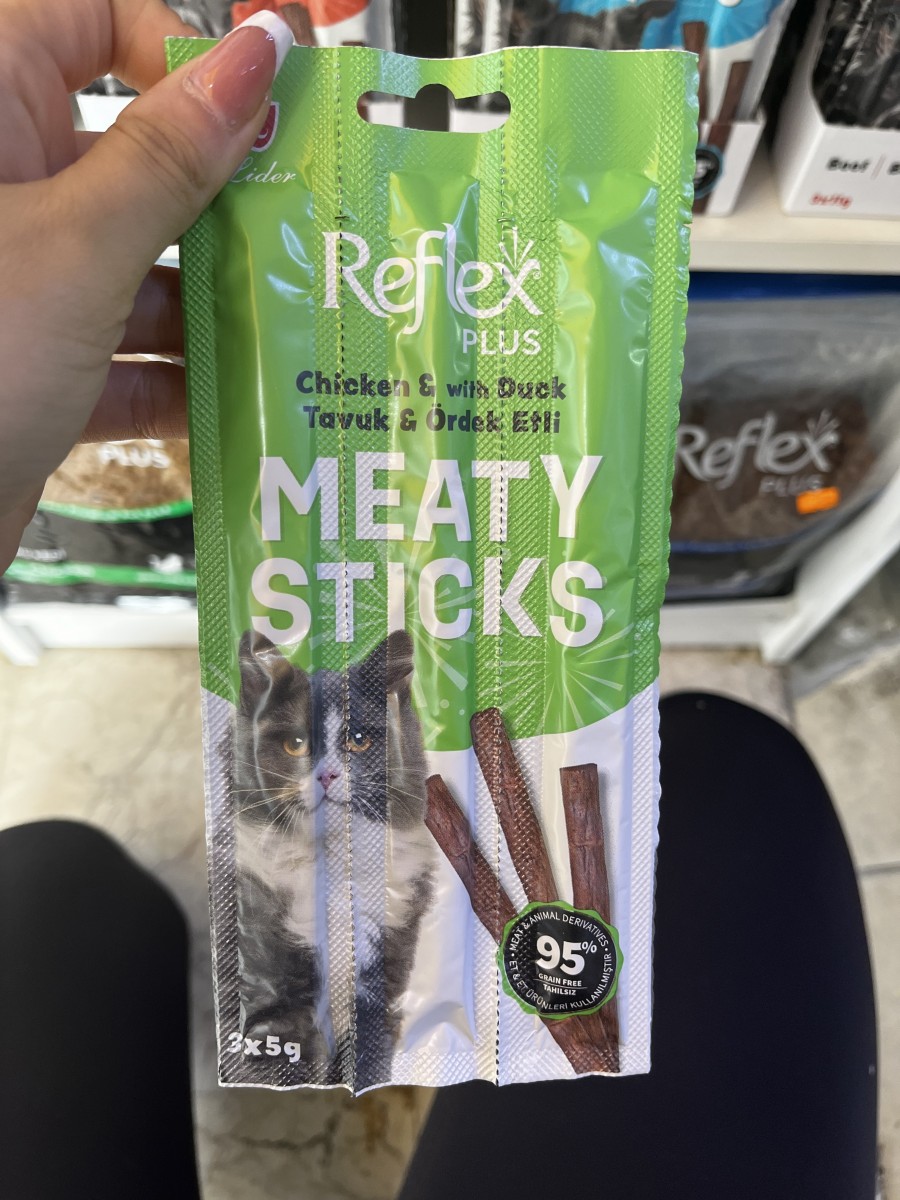 Lider
Reflex
PLUS
Chicken & with Duck
Tavuk & Ördek Etli
MEATY
STICKS
• MEAT & ANIMAL DERIVATIVES •
95%
GRAIN FREE
TAHILSIZ
ET & ET ÜRÜNLERİ KULLANILMIŞTIR
3x5g
PLUS
Reflex
PLUS
Beef /